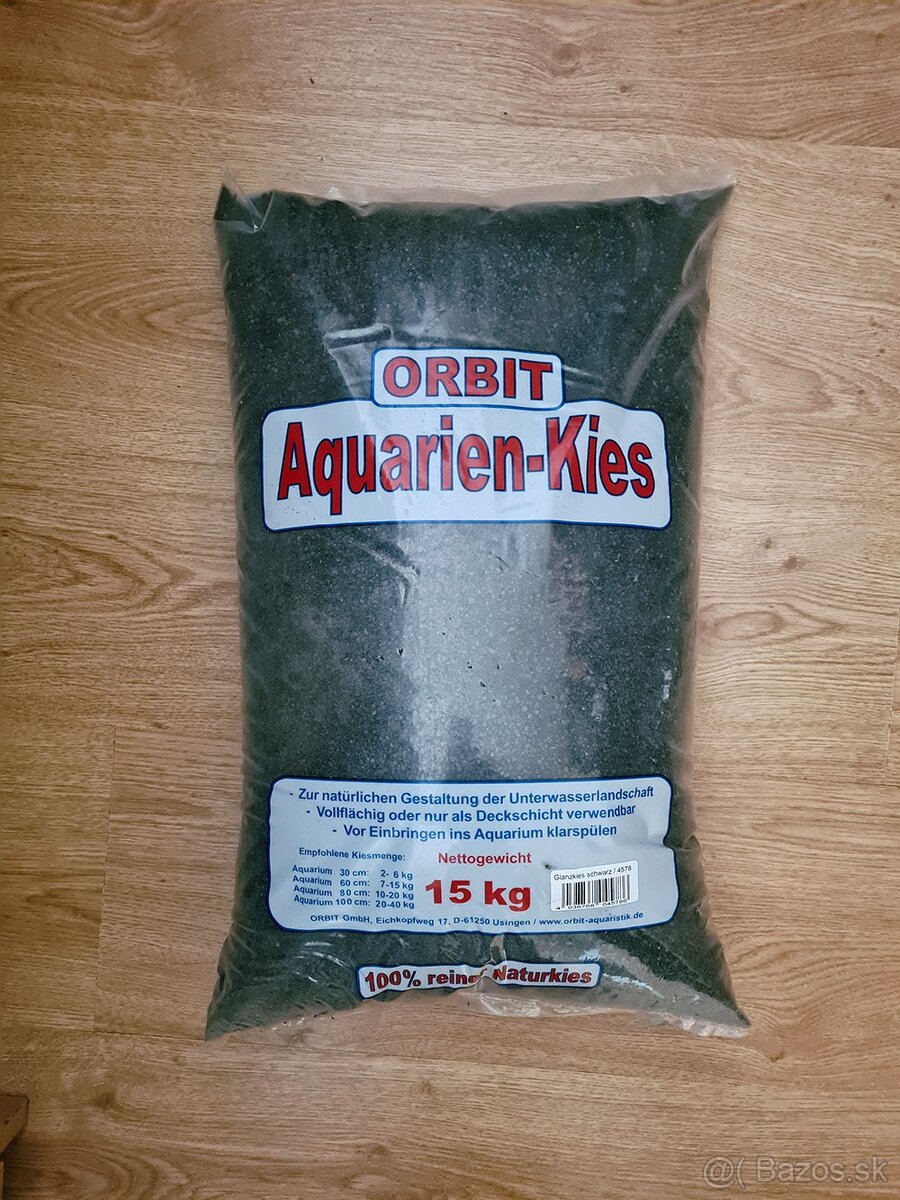 ORBIT
Aquarien-Kies
- Zur natürlichen Gestaltung der Unterwasserlandschaft
- Vollflächig oder nur als Deckschicht verwendbar
- Vor Einbringen ins Aquarium klarspülen
Empfohlene Kiesmenge:
Aquarium 30 cm: 2- 6 kg
Aquarium 60 cm: 7-15 kg
Aquarium 80 cm: 10-20 kg
Aquarium 100 cm: 20-40 kg
Nettogewicht
15 kg
Glanzkies schwarz / 4578
ORBIT GmbH, Eichkopfweg 17, D-61250 Usingen / www.orbit-aquaristik.de
100% reiner Naturkies
@( Bazos.sk